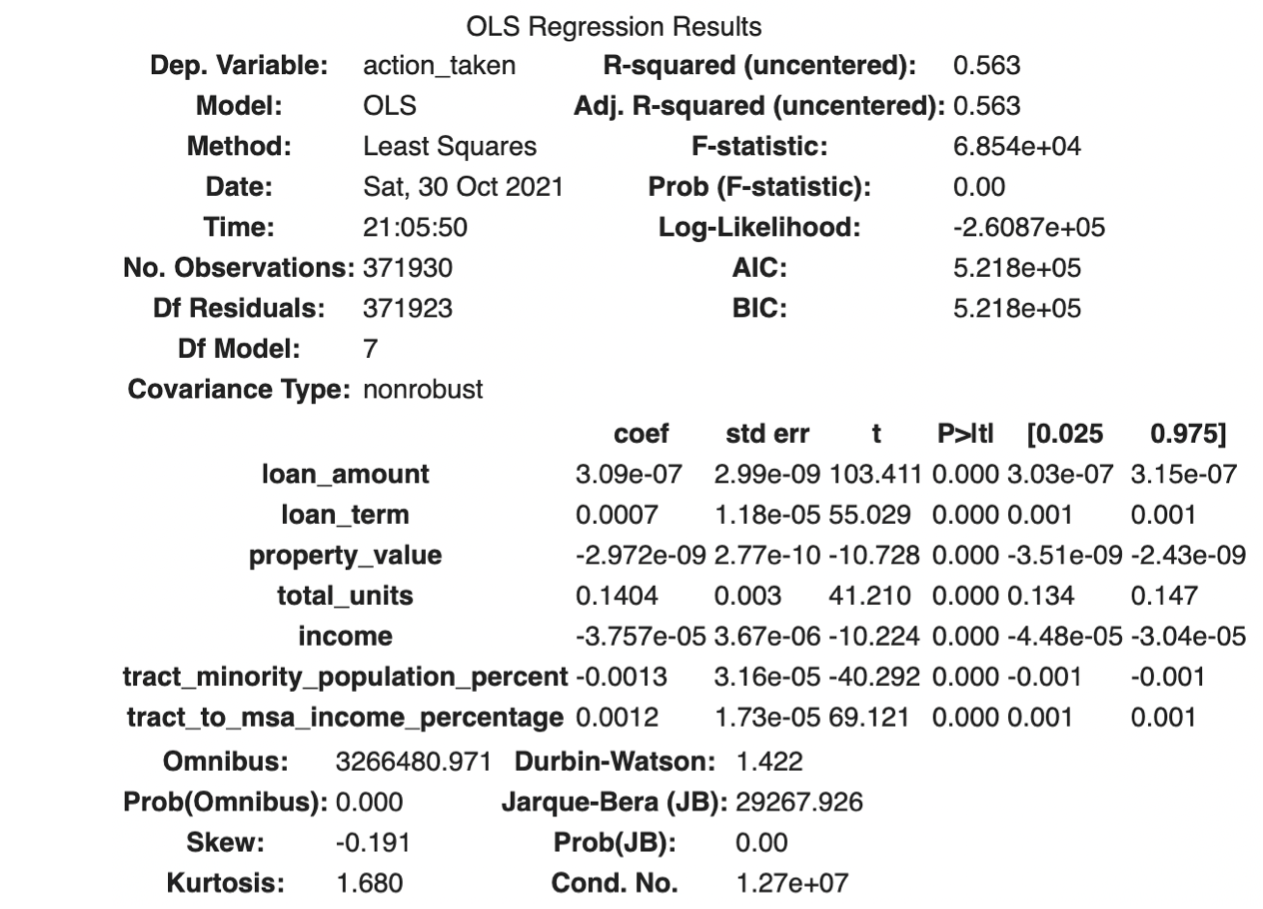 OLS Regression Results
Dep. Variable: action_taken R-squared (uncentered): 0.563
Model: OLS Adj. R-squared (uncentered): 0.563
Method: Least Squares F-statistic: 6.854e+04
Date: Sat, 30 Oct 2021 Prob (F-statistic): 0.00
Time: 21:05:50 Log-Likelihood: -2.6087e+05
No. Observations: 371930 AIC: 5.218e+05
Df Residuals: 371923 BIC: 5.218e+05
Df Model: 7
Covariance Type: nonrobust
coef std err t P>|t| [0.025 0.975]
loan_amount 3.09e-07 2.99e-09 103.411 0.000 3.03e-07 3.15e-07
loan_term 0.0007 1.18e-05 55.029 0.000 0.001 0.001
property_value -2.972e-09 2.77e-10 -10.728 0.000 -3.51e-09 -2.43e-09
total_units 0.1404 0.003 41.210 0.000 0.134 0.147
income -3.757e-05 3.67e-06 -10.224 0.000 -4.48e-05 -3.04e-05
tract_minority_population_percent -0.0013 3.16e-05 -40.292 0.000 -0.001 -0.001
tract_to_msa_income_percentage 0.0012 1.73e-05 69.121 0.000 0.001 0.001
Omnibus: 3266480.971 Durbin-Watson: 1.422
Prob(Omnibus): 0.000 Jarque-Bera (JB): 29267.926
Skew: -0.191 Prob(JB): 0.00
Kurtosis: 1.680 Cond. No. 1.27e+07